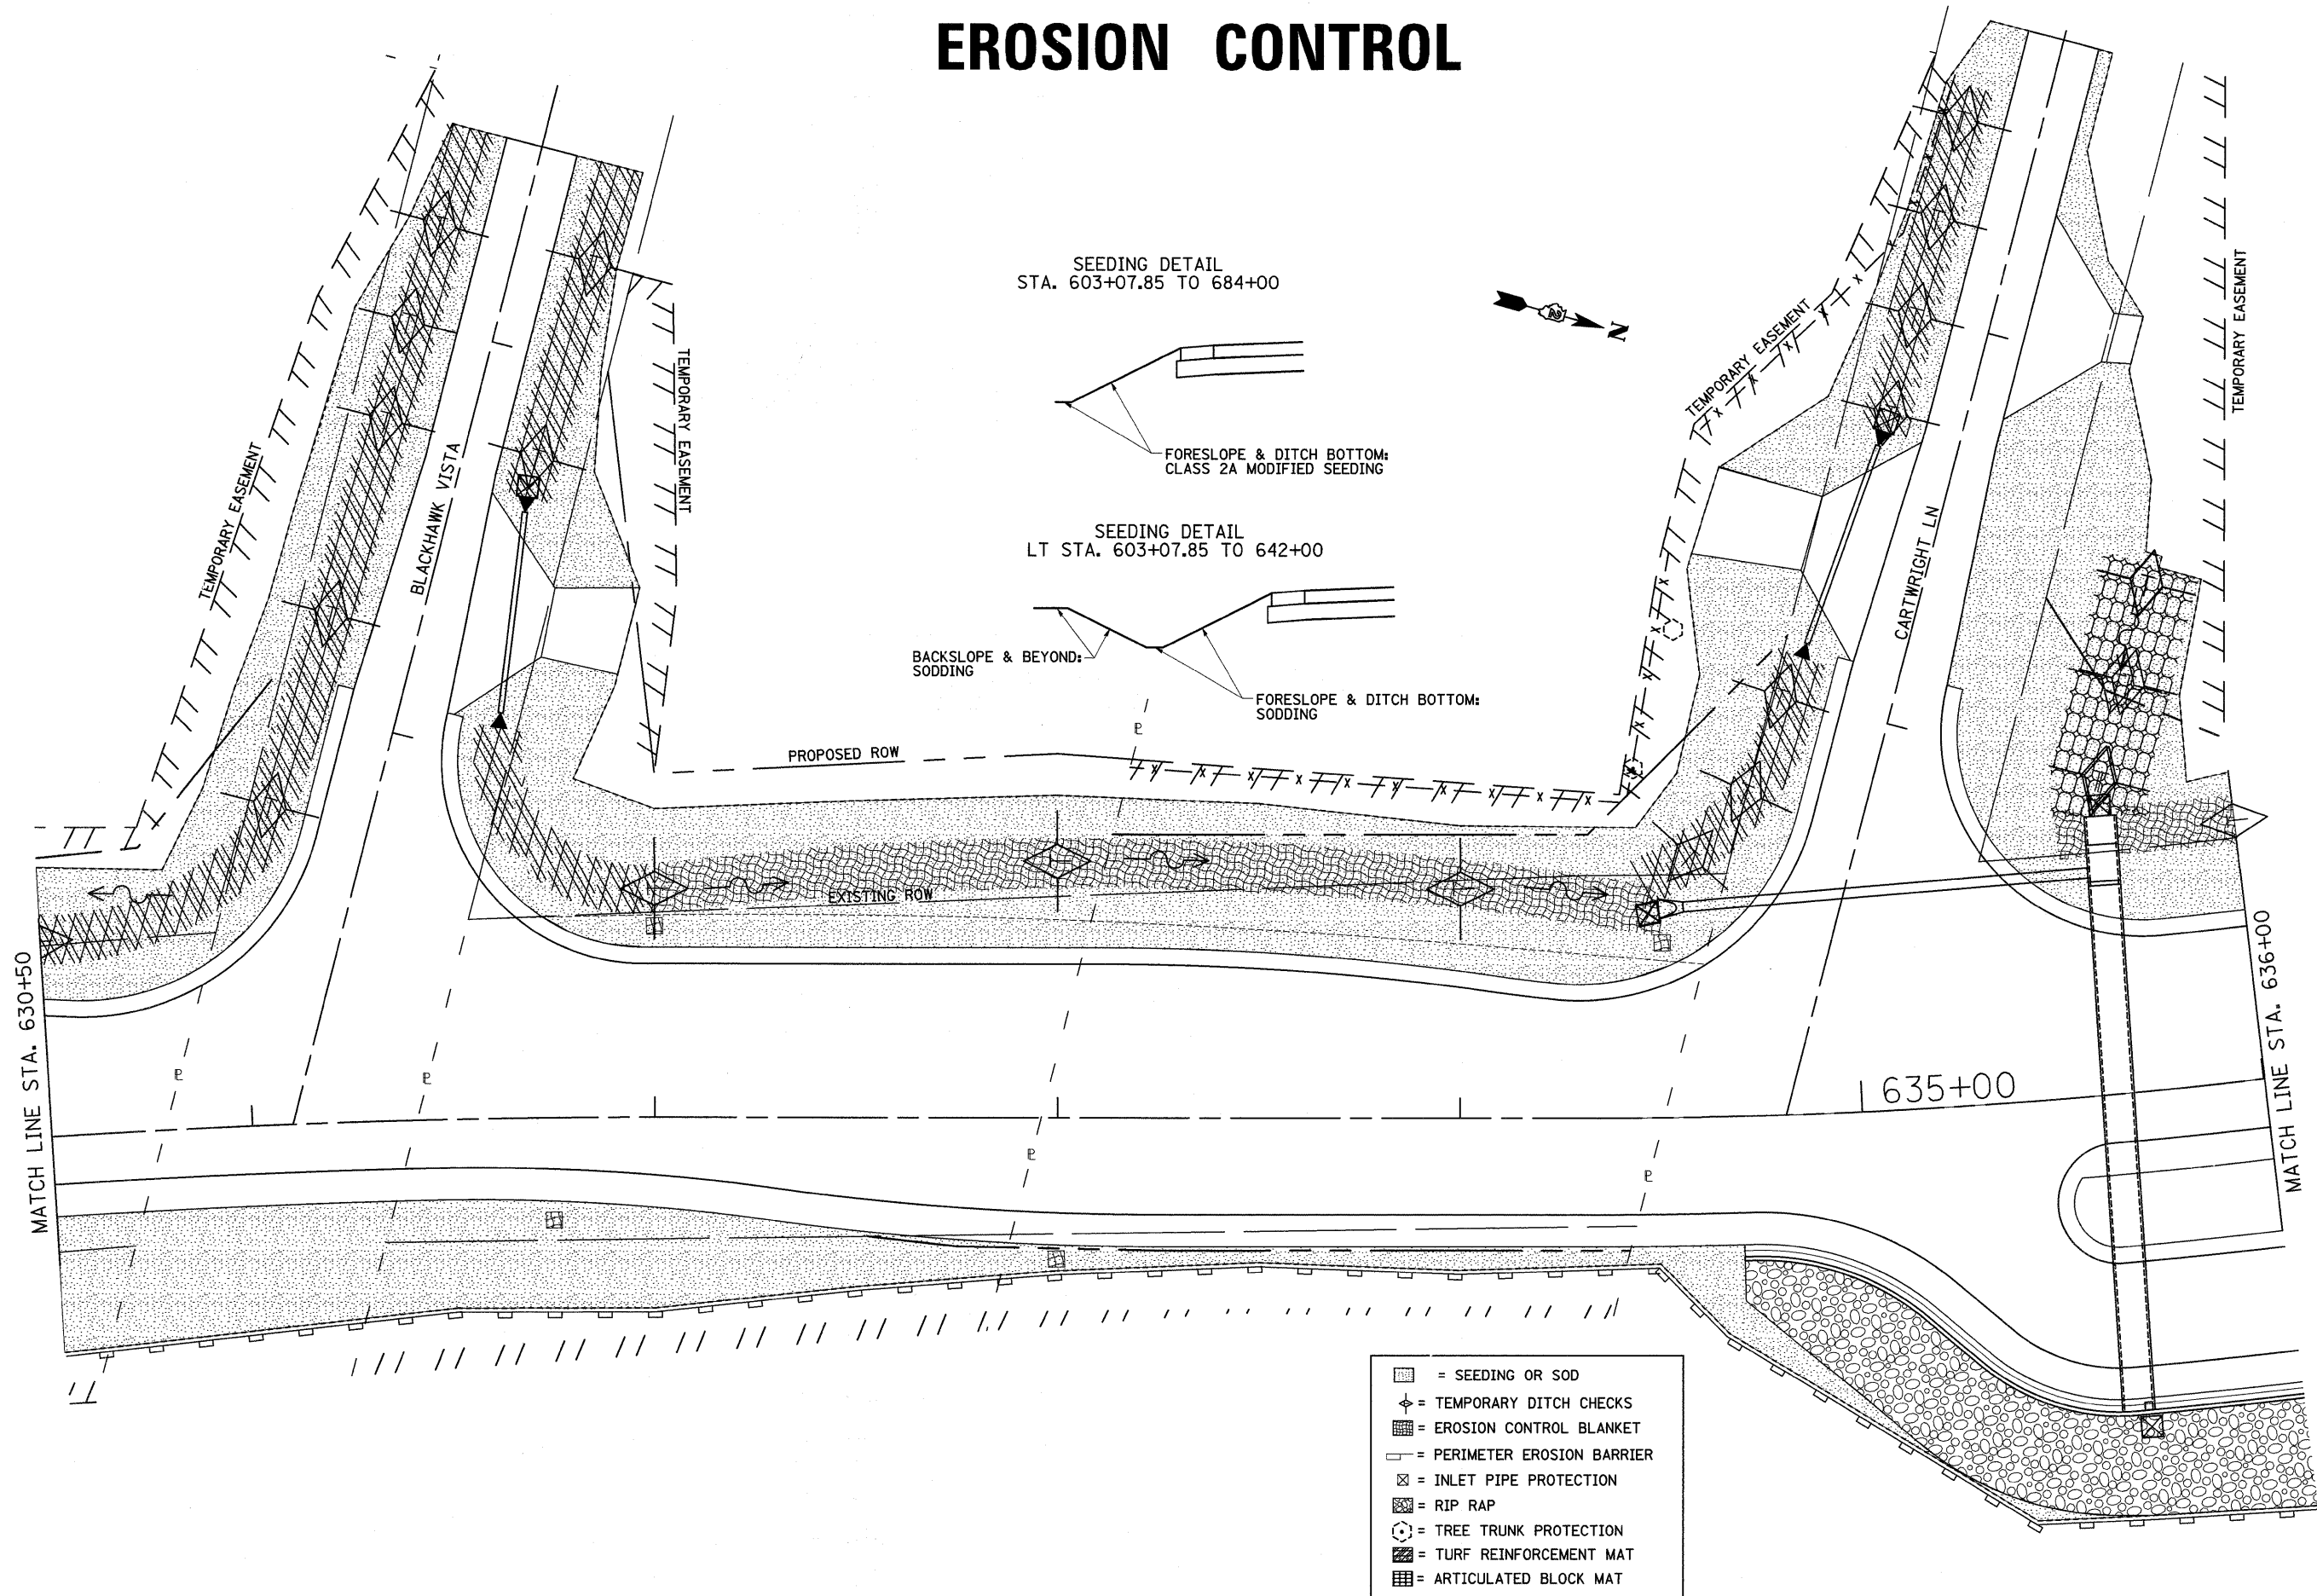 EROSION CONTROL
SEEDING DETAIL
STA. 603+07.85 TO 684+00
FORESLOPE & DITCH BOTTOM:
CLASS 2A MODIFIED SEEDING
SEEDING DETAIL
LT STA. 603+07.85 TO 642+00
BACKSLOPE & BEYOND:
SODDING
FORESLOPE & DITCH BOTTOM:
SODDING
N
TEMPORARY EASEMENT
BLACKHAWK VISTA
TEMPORARY EASEMENT
TEMPORARY EASEMENT
CARTWRIGHT LN
TEMPORARY EASEMENT
PROPOSED ROW
EXISTING ROW
MATCH LINE STA. 630+50
635+00
MATCH LINE STA. 636+00
= SEEDING OR SOD
= TEMPORARY DITCH CHECKS
= EROSION CONTROL BLANKET
= PERIMETER EROSION BARRIER
= INLET PIPE PROTECTION
= RIP RAP
= TREE TRUNK PROTECTION
= TURF REINFORCEMENT MAT
= ARTICULATED BLOCK MAT